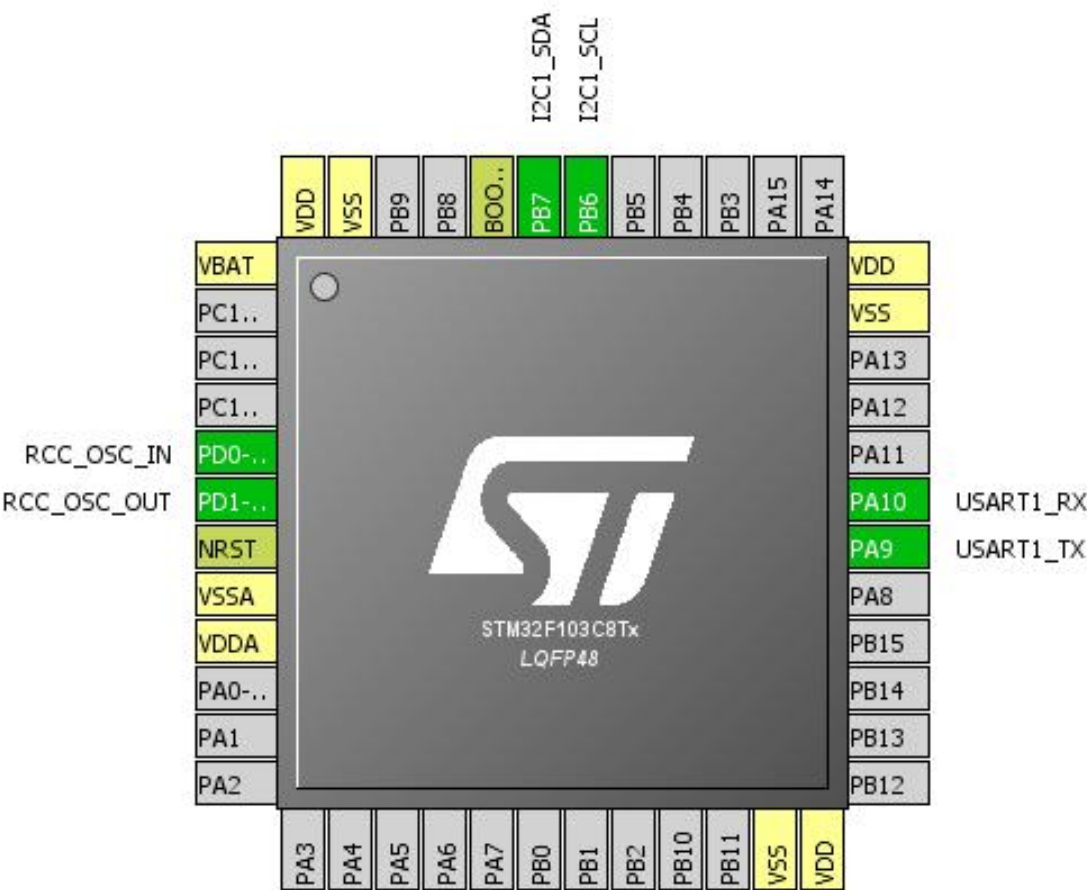 I2C1_SDA
I2C1_SCL
VDD
VSS
PB9
PB8
BOO..
PB7
PB6
PB5
PB4
PB3
PA15
PA14
VBAT
VDD
PC1..
VSS
PC1..
PA13
PC1..
PA12
RCC_OSC_IN
PD0-..
PA11
RCC_OSC_OUT
PD1-..
PA10
USART1_RX
NRST
PA9
USART1_TX
VSSA
PA8
VDDA
PB15
PA0-..
PB14
PA1
PB13
PA2
PB12
ST
STM32F103C8Tx
LQFP48
PA3
PA4
PA5
PA6
PA7
PB0
PB1
PB2
PB10
PB11
VSS
VDD